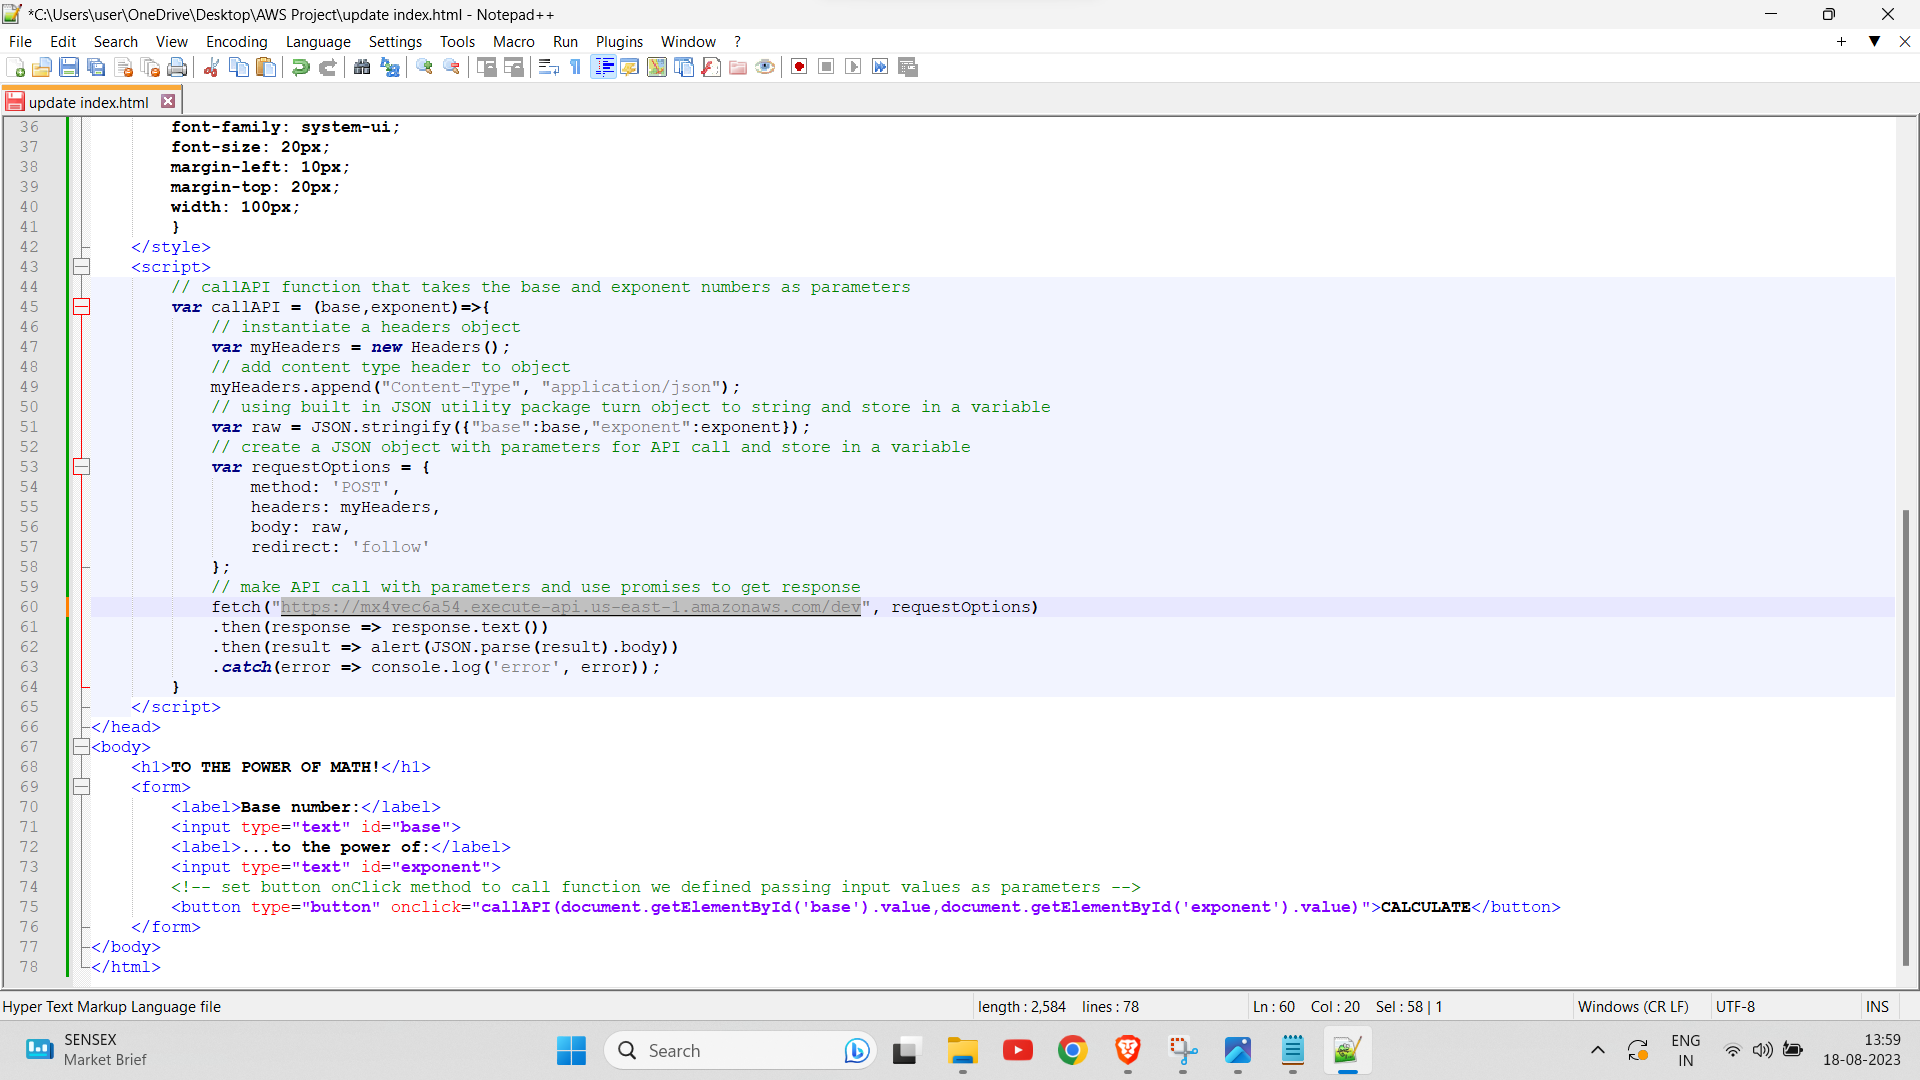 *C:\Users\user\OneDrive\Desktop\AWS Project\update index.html - Notepad++
File Edit Search View Encoding Language Settings Tools Macro Run Plugins Window ?
update index.html
36 font-family: system-ui;
37 font-size: 20px;
38 margin-left: 10px;
39 margin-top: 20px;
40 width: 100px;
41 }
42 </style>
43 <script>
44 // callAPI function that takes the base and exponent numbers as parameters
45 var callAPI = (base,exponent)=>{
46 // instantiate a headers object
47 var myHeaders = new Headers();
48 // add content type header to object
49 myHeaders.append("Content-Type", "application/json");
50 // using built in JSON utility package turn object to string and store in a variable
51 var raw = JSON.stringify({"base":base,"exponent":exponent});
52 // create a JSON object with parameters for API call and store in a variable
53 var requestOptions = {
54 method: 'POST',
55 headers: myHeaders,
56 body: raw,
57 redirect: 'follow'
58 };
59 // make API call with parameters and use promises to get response
60 fetch("https://mx4vec6a54.execute-api.us-east-1.amazonaws.com/dev", requestOptions)
61 .then(response => response.text())
62 .then(result => alert(JSON.parse(result).body))
63 .catch(error => console.log('error', error));
64 }
65 </script>
66 </head>
67 <body>
68 <h1>TO THE POWER OF MATH!</h1>
69 <form>
70 <label>Base number:</label>
71 <input type="text" id="base">
72 <label>...to the power of:</label>
73 <input type="text" id="exponent">
74 <!-- set button onClick method to call function we defined passing input values as parameters -->
75 <button type="button" onclick="callAPI(document.getElementById('base').value,document.getElementById('exponent').value)">CALCULATE</button>
76 </form>
77 </body>
78 </html>
Hyper Text Markup Language file length : 2,584 lines : 78 Ln : 60 Col : 20 Sel : 58 | 1 Windows (CR LF) UTF-8 INS
SENSEX
Market Brief
Search
ENG
IN
13:59
18-08-2023